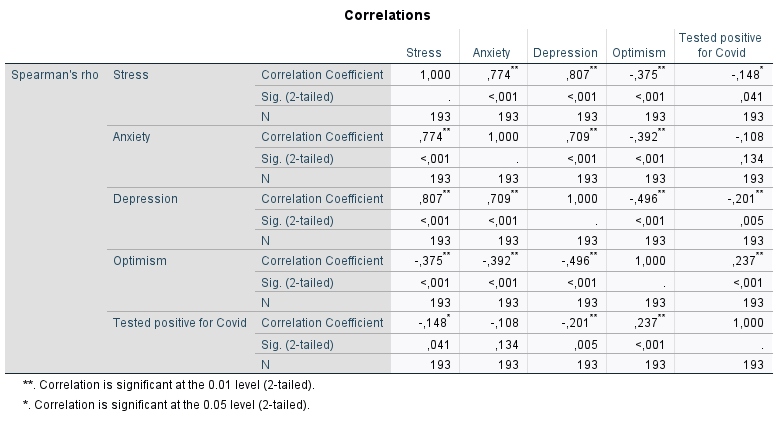 Correlations
Stress Anxiety Depression Optimism Tested positive for Covid
Spearman's rho Stress Correlation Coefficient 1,000 ,774** ,807** -,375** -,148*
Sig. (2-tailed) . <,001 <,001 <,001 ,041
N 193 193 193 193 193
Anxiety Correlation Coefficient ,774** 1,000 ,709** -,392** -,108
Sig. (2-tailed) <,001 . <,001 <,001 ,134
N 193 193 193 193 193
Depression Correlation Coefficient ,807** ,709** 1,000 -,496** -,201**
Sig. (2-tailed) <,001 <,001 . <,001 ,005
N 193 193 193 193 193
Optimism Correlation Coefficient -,375** -,392** -,496** 1,000 ,237**
Sig. (2-tailed) <,001 <,001 <,001 . <,001
N 193 193 193 193 193
Tested positive for Covid Correlation Coefficient -,148* -,108 -,201** ,237** 1,000
Sig. (2-tailed) ,041 ,134 ,005 <,001 .
N 193 193 193 193 193
**. Correlation is significant at the 0.01 level (2-tailed).
*. Correlation is significant at the 0.05 level (2-tailed).